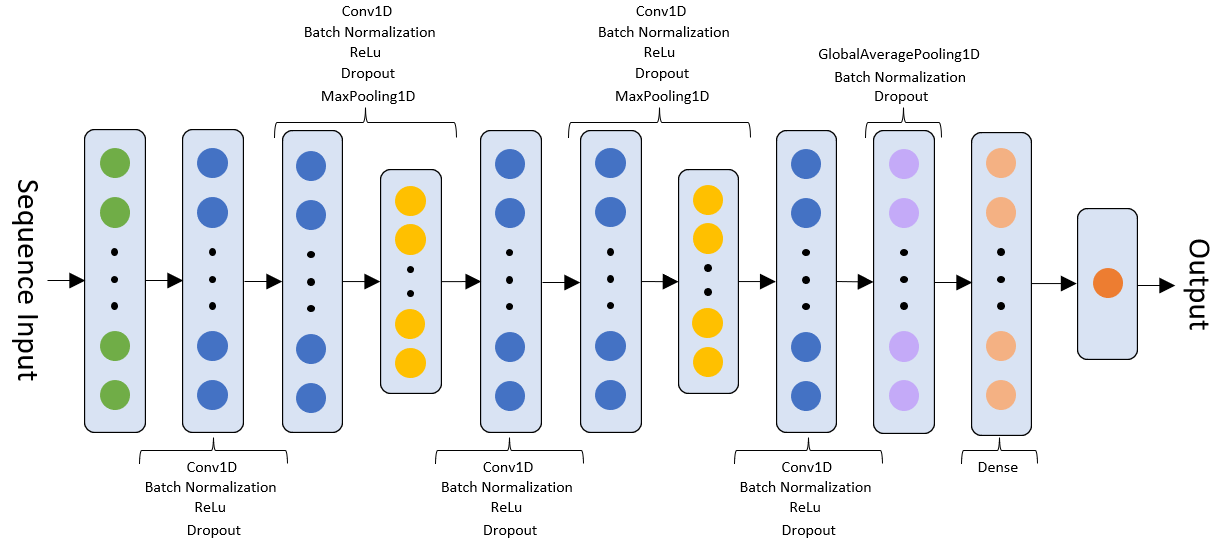 Conv1D
Batch Normalization
ReLu
Dropout
MaxPooling1D
Conv1D
Batch Normalization
ReLu
Dropout
MaxPooling1D
GlobalAveragePooling1D
Batch Normalization
Dropout
Sequence Input
Output
Conv1D
Batch Normalization
ReLu
Dropout
Conv1D
Batch Normalization
ReLu
Dropout
Conv1D
Batch Normalization
ReLu
Dropout
Dense